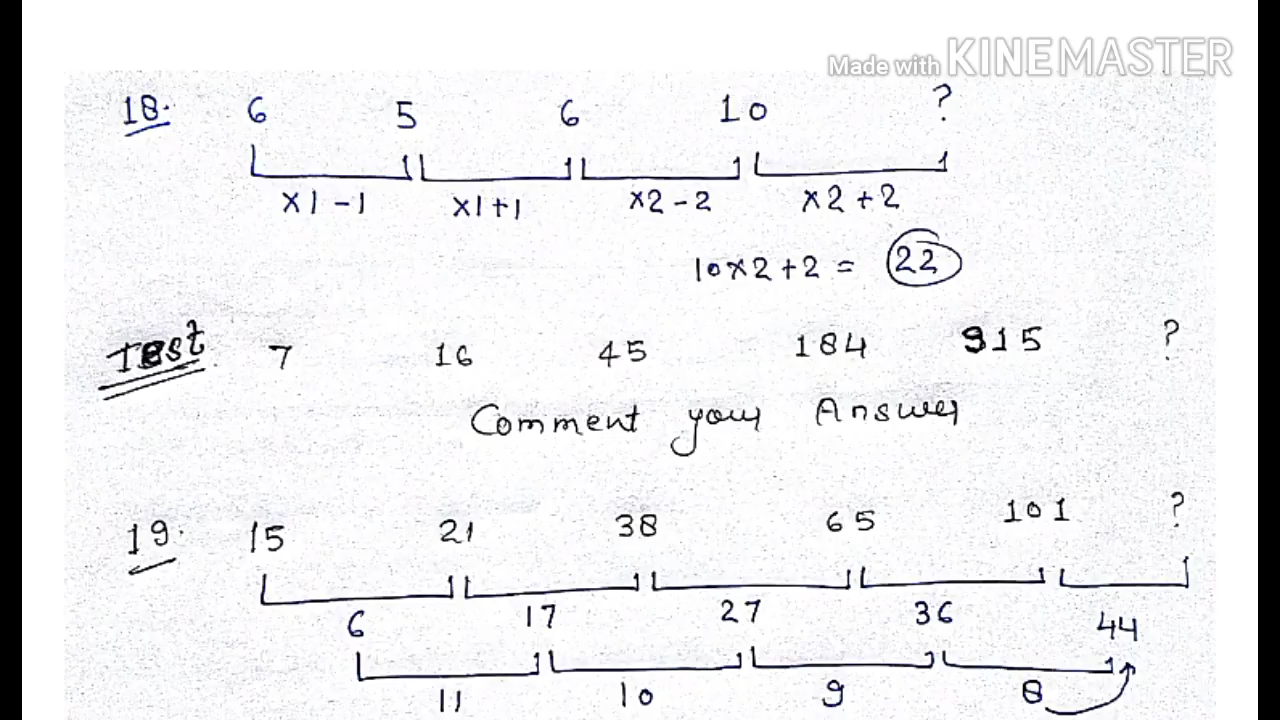 Made with KINEMASTER
18. 6 5 6 10 ?
×1-1 ×1+1 ×2-2 ×2+2
10×2+2 = 22
Test 7 16 45 184 915 ?
Comment your Answer
19. 15 21 38 65 101 ?
6 17 27 36 44
11 10 9 8